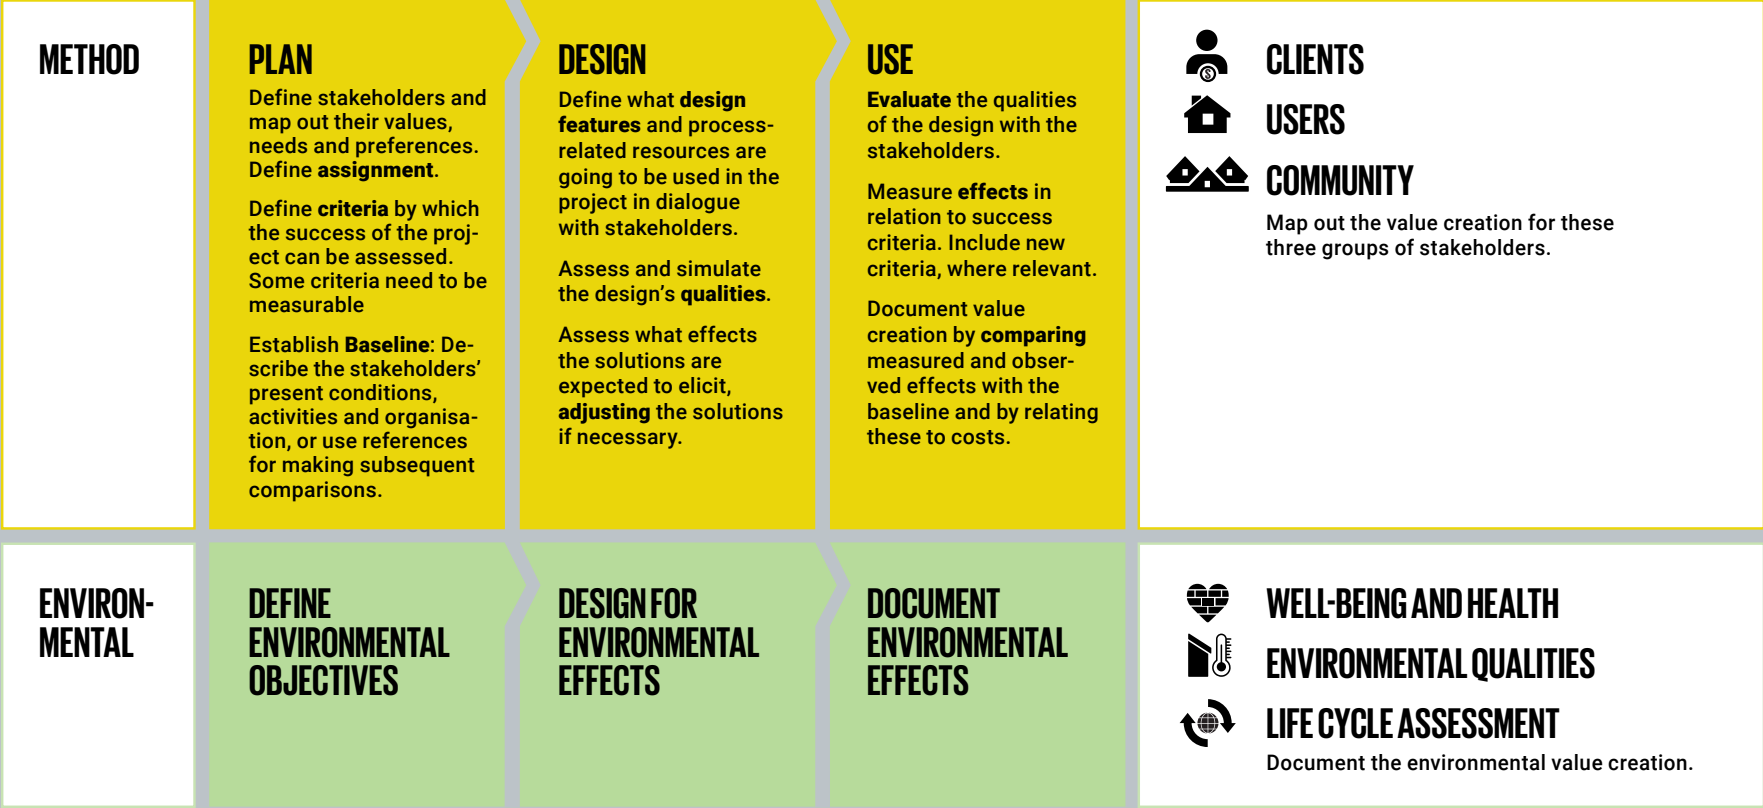 METHOD
PLAN
Define stakeholders and
map out their values,
needs and preferences.
Define assignment.
Define criteria by which
the success of the proj-
ect can be assessed.
Some criteria need to be
measurable
Establish Baseline: De-
scribe the stakeholders’
present conditions,
activities and organisa-
tion, or use references
for making subsequent
comparisons.
DESIGN
Define what design
features and process-
related resources are
going to be used in the
project in dialogue
with stakeholders.
Assess and simulate
the design’s qualities.
Assess what effects
the solutions are
expected to elicit,
adjusting the solutions
if necessary.
USE
Evaluate the qualities
of the design with the
stakeholders.
Measure effects in
relation to success
criteria. Include new
criteria, where relevant.
Document value
creation by comparing
measured and obser-
ved effects with the
baseline and by relating
these to costs.
$
CLIENTS
USERS
COMMUNITY
Map out the value creation for these
three groups of stakeholders.
ENVIRON-
MENTAL
DEFINE
ENVIRONMENTAL
OBJECTIVES
DESIGN FOR
ENVIRONMENTAL
EFFECTS
DOCUMENT
ENVIRONMENTAL
EFFECTS
WELL-BEING AND HEALTH
ENVIRONMENTAL QUALITIES
LIFE CYCLE ASSESSMENT
Document the environmental value creation.